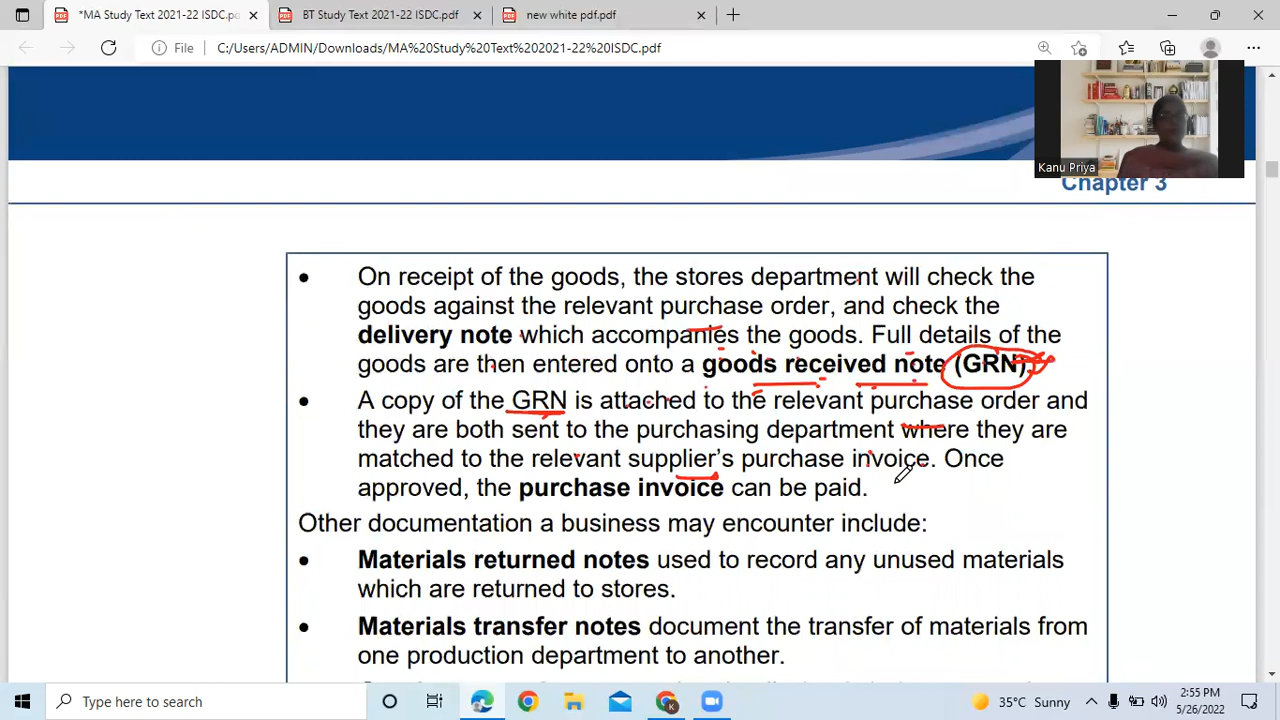 *MA Study Text 2021-22 ISDC.pdf
BT Study Text 2021-22 ISDC.pdf
new white pdf.pdf
File
C:/Users/ADMIN/Downloads/MA%20Study%20Text%202021-22%20ISDC.pdf
Kanu Priya
Chapter 3
• On receipt of the goods, the stores department will check the
goods against the relevant purchase order, and check the
delivery note which accompanies the goods. Full details of the
goods are then entered onto a goods received note (GRN).
• A copy of the GRN is attached to the relevant purchase order and
they are both sent to the purchasing department where they are
matched to the relevant supplier's purchase invoice. Once
approved, the purchase invoice can be paid.
Other documentation a business may encounter include:
• Materials returned notes used to record any unused materials
which are returned to stores.
• Materials transfer notes document the transfer of materials from
one production department to another.
Type here to search
35°C Sunny
2:55 PM
5/26/2022